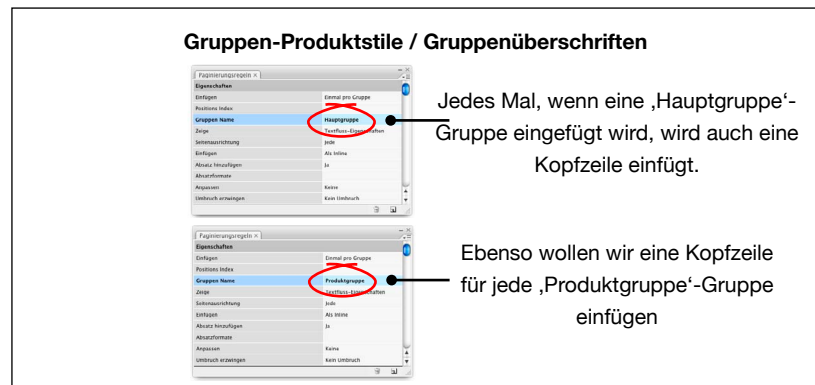 Gruppen-Produktstile / Gruppenüberschriften
Paginierungsregeln ×
Eigenschaften
Einfügen Einmal pro Gruppe
Positions Index
Gruppen Name Hauptgruppe
Zeige Textfluss-Eigenschaften
Seitenausrichtung Jede
Einfügen Als Inline
Absatz hinzufügen Ja
Absatzformate
Anpassen Keine
Umbruch erzwingen Kein Umbruch
Jedes Mal, wenn eine ‚Hauptgruppe‘-
Gruppe eingefügt wird, wird auch eine
Kopfzeile einfügt.
Paginierungsregeln ×
Eigenschaften
Einfügen Einmal pro Gruppe
Positions Index
Gruppen Name Produktgruppe
Zeige Textfluss-Eigenschaften
Seitenausrichtung Jede
Einfügen Als Inline
Absatz hinzufügen Ja
Absatzformate
Anpassen Keine
Umbruch erzwingen Kein Umbruch
Ebenso wollen wir eine Kopfzeile
für jede ‚Produktgruppe‘-Gruppe
einfügen